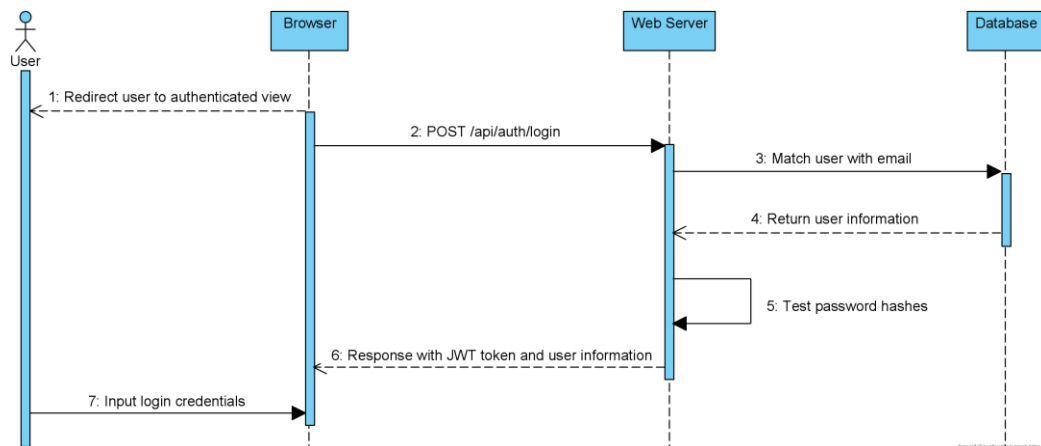 Browser
Web Server
Database
User
1: Redirect user to authenticated view
2: POST /api/auth/login
3: Match user with email
4: Return user information
5: Test password hashes
6: Response with JWT token and user information
7: Input login credentials